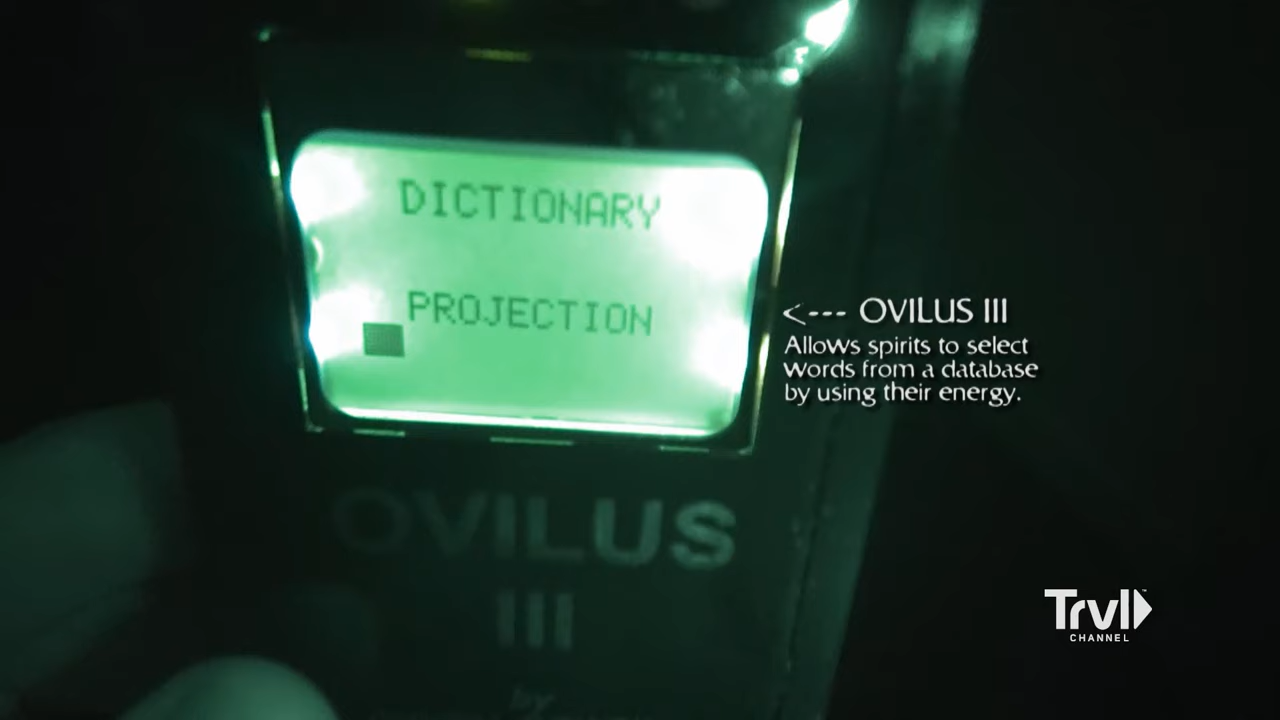 DICTIONARY
PROJECTION
<--- OVILUS III
Allows spirits to select
words from a database
by using their energy.
OVILUS
III
by
Trvl
CHANNEL